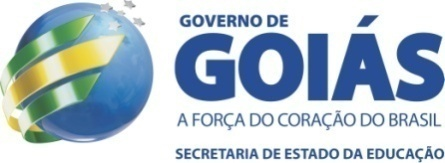 GOVERNO DE
GOIÁS
A FORÇA DO CORAÇÃO DO BRASIL
SECRETARIA DE ESTADO DA EDUCAÇÃO